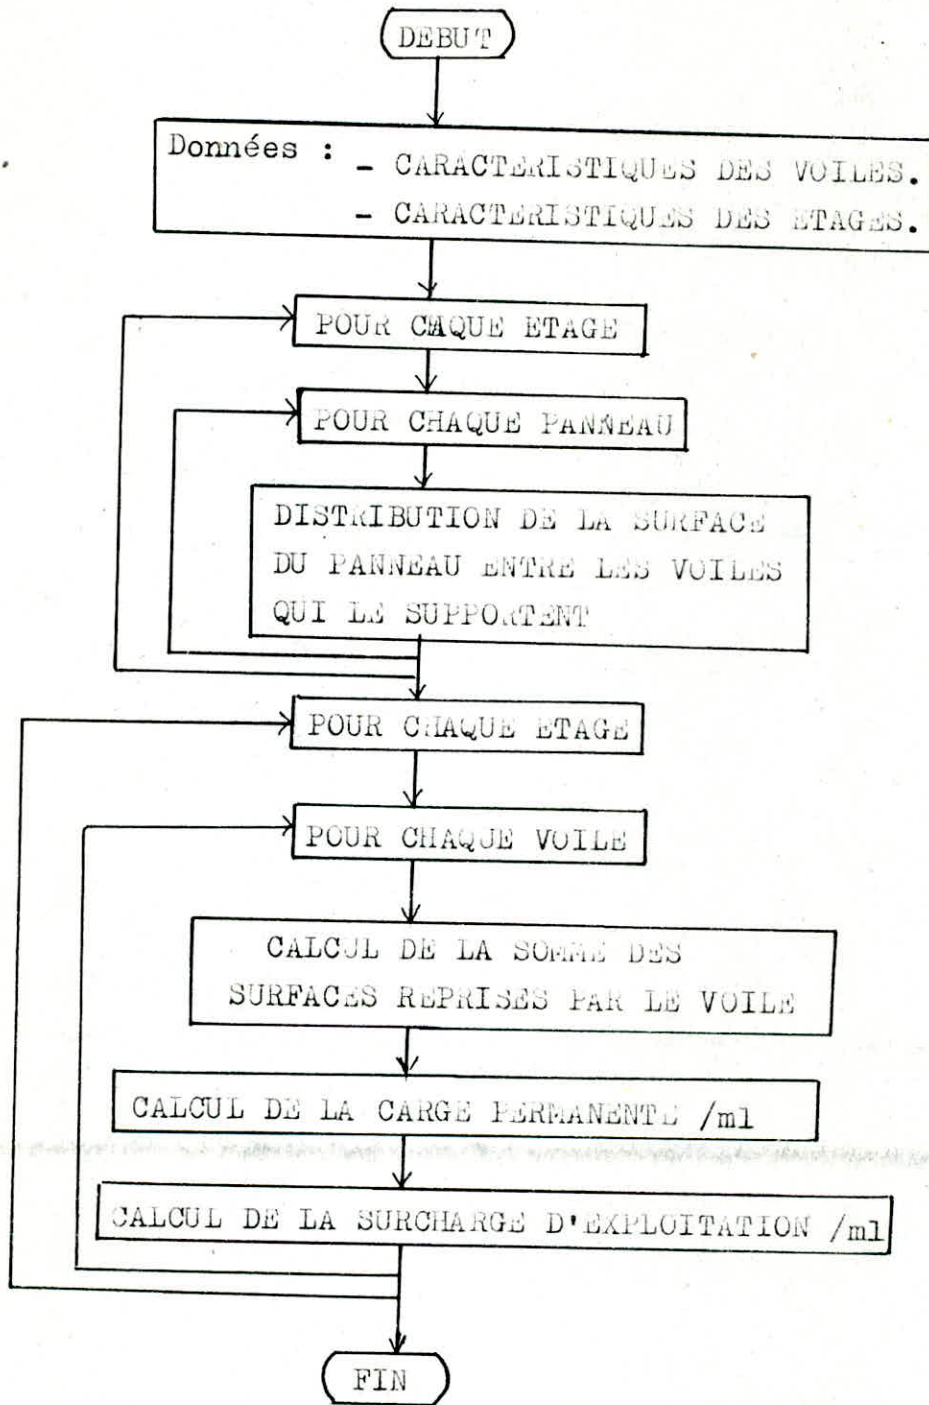 DEBUT
Données :
- CARACTERISTIQUES DES VOILES.
- CARACTERISTIQUES DES ETAGES.
POUR CHAQUE ETAGE
POUR CHAQUE PANNEAU
DISTRIBUTION DE LA SURFACE
DU PANNEAU ENTRE LES VOILES
QUI LE SUPPORTENT
POUR CHAQUE ETAGE
POUR CHAQUE VOILE
CALCUL DE LA SOMME DES
SURFACES REPRISES PAR LE VOILE
CALCUL DE LA CARGE PERMANENTE /ml
CALCUL DE LA SURCHARGE D'EXPLOITATION /ml
FIN